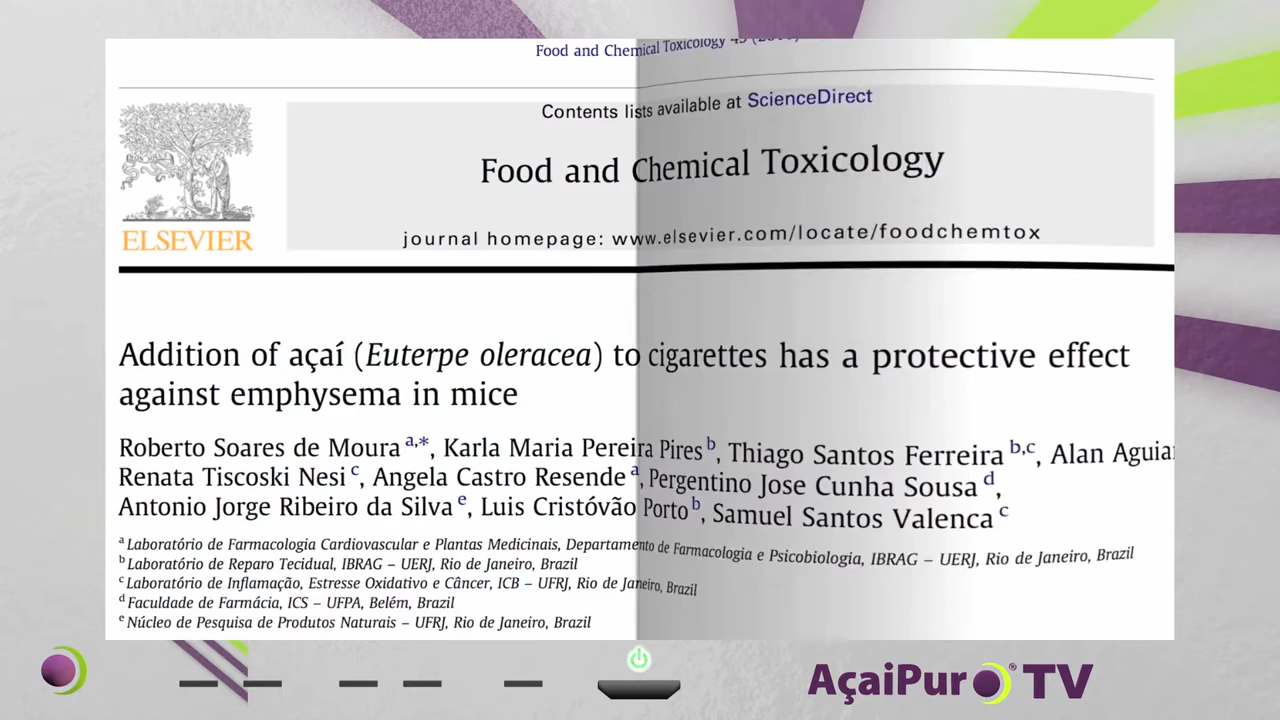 Food and Chemical Toxicology
Contents lists available at ScienceDirect
ELSEVIER
Food and Chemical Toxicology
journal homepage: www.elsevier.com/locate/foodchemtox
Addition of açaí (Euterpe oleracea) to cigarettes has a protective effect
against emphysema in mice
Roberto Soares de Moura a,*, Karla Maria Pereira Pires b, Thiago Santos Ferreira b,c, Alan
Renata Tiscoski Nesi c, Angela Castro Resende a, Pergentino Jose Cunha Sousa d,
Antonio Jorge Ribeiro da Silva e, Luis Cristóvão Porto b, Samuel Santos Valenca c
a Laboratório de Farmacologia Cardiovascular e Plantas Medicinais, Departamento de Farmacologia e Psicobiologia, IBRAG – UERJ, Rio de Janeiro, Brazil
b Laboratório de Reparo Tecidual, IBRAG – UERJ, Rio de Janeiro, Brazil
c Laboratório de Inflamação, Estresse Oxidativo e Câncer, ICB – UFRJ, Rio de Janeiro, Brazil
d Faculdade de Farmácia, ICS – UFPA, Belém, Brazil
e Núcleo de Pesquisa de Produtos Naturais – UFRJ, Rio de Janeiro, Brazil
AçaiPuro® TV